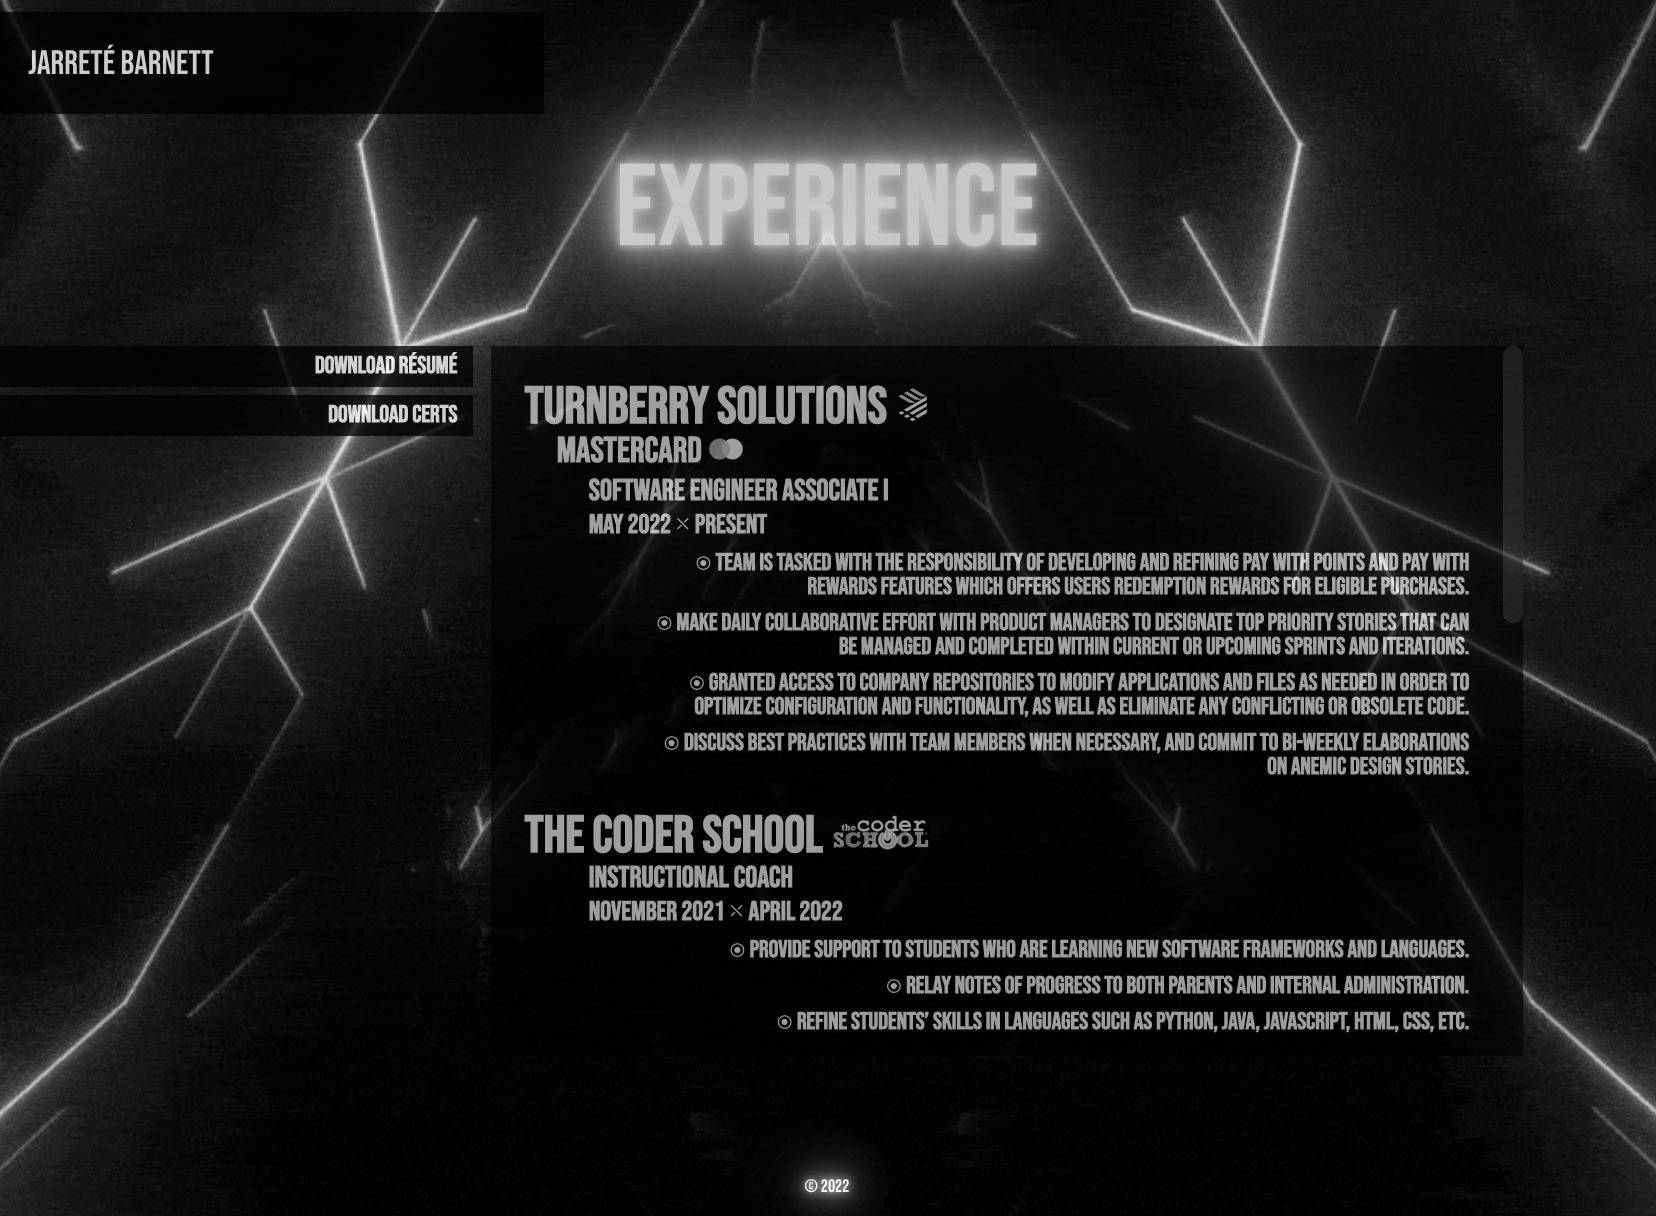 JARRETÉ BARNETT
EXPERIENCE
DOWNLOAD RÉSUMÉ
DOWNLOAD CERTS
TURNBERRY SOLUTIONS
MASTERCARD
SOFTWARE ENGINEER ASSOCIATE I
MAY 2022 × PRESENT
⦿ TEAM IS TASKED WITH THE RESPONSIBILITY OF DEVELOPING AND REFINING PAY WITH POINTS AND PAY WITH
REWARDS FEATURES WHICH OFFERS USERS REDEMPTION REWARDS FOR ELIGIBLE PURCHASES.
⦿ MAKE DAILY COLLABORATIVE EFFORT WITH PRODUCT MANAGERS TO DESIGNATE TOP PRIORITY STORIES THAT CAN
BE MANAGED AND COMPLETED WITHIN CURRENT OR UPCOMING SPRINTS AND ITERATIONS.
⦿ GRANTED ACCESS TO COMPANY REPOSITORIES TO MODIFY APPLICATIONS AND FILES AS NEEDED IN ORDER TO
OPTIMIZE CONFIGURATION AND FUNCTIONALITY, AS WELL AS ELIMINATE ANY CONFLICTING OR OBSOLETE CODE.
⦿ DISCUSS BEST PRACTICES WITH TEAM MEMBERS WHEN NECESSARY, AND COMMIT TO BI-WEEKLY ELABORATIONS
ON ANEMIC DESIGN STORIES.
THE CODER SCHOOL
the coder
SCHOOL
INSTRUCTIONAL COACH
NOVEMBER 2021 × APRIL 2022
⦿ PROVIDE SUPPORT TO STUDENTS WHO ARE LEARNING NEW SOFTWARE FRAMEWORKS AND LANGUAGES.
⦿ RELAY NOTES OF PROGRESS TO BOTH PARENTS AND INTERNAL ADMINISTRATION.
⦿ REFINE STUDENTS’ SKILLS IN LANGUAGES SUCH AS PYTHON, JAVA, JAVASCRIPT, HTML, CSS, ETC.
© 2022